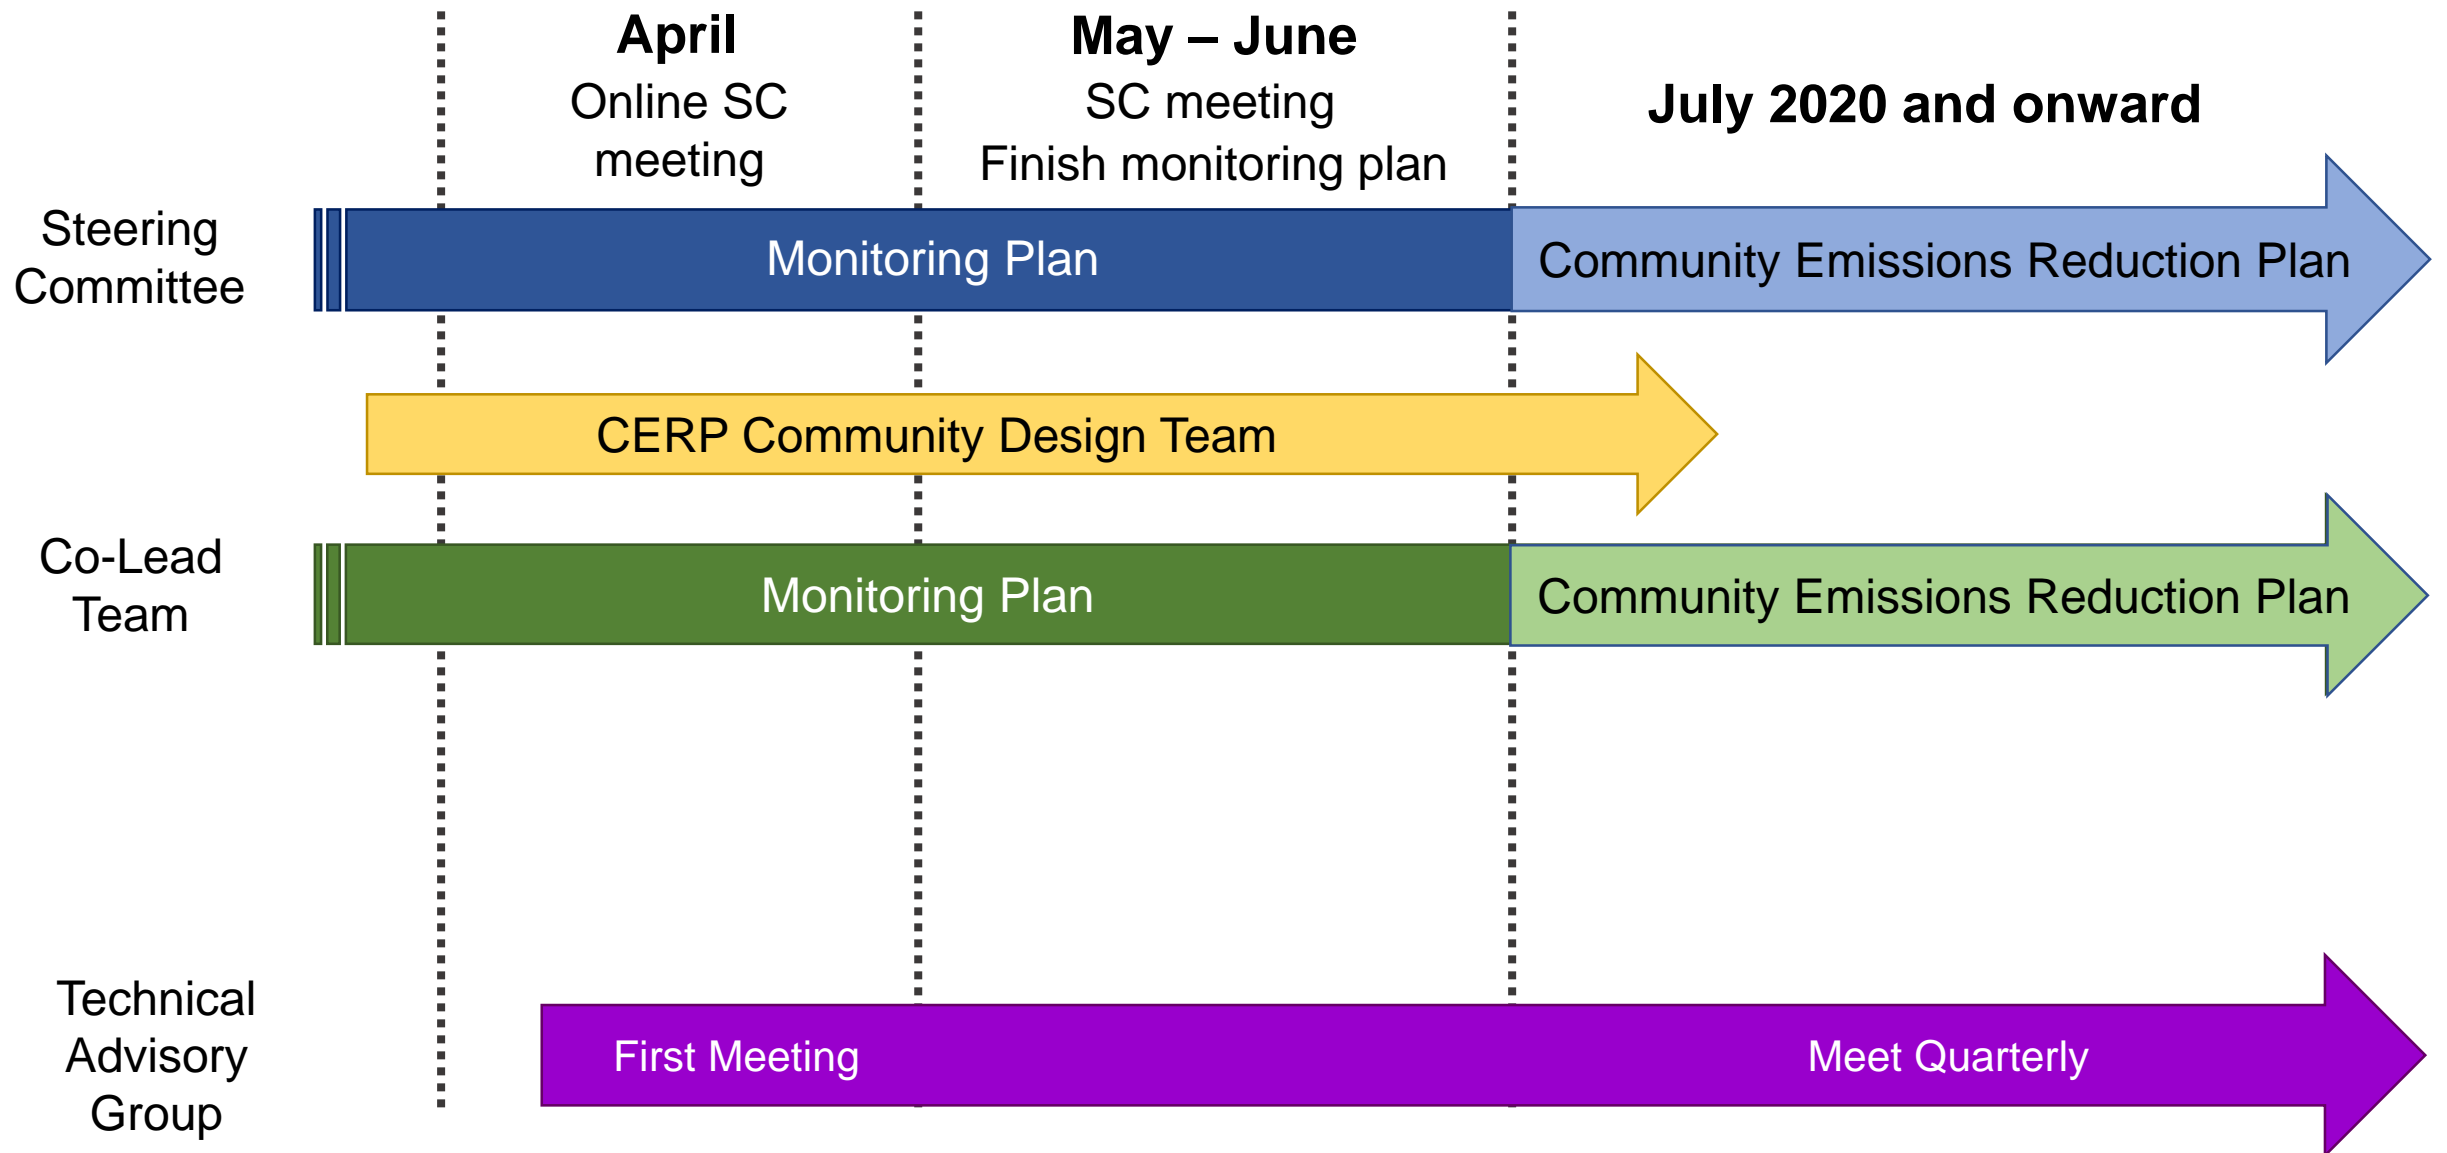 April
Online SC
meeting
May – June
SC meeting
Finish monitoring plan
July 2020 and onward
Steering
Committee
Monitoring Plan
Community Emissions Reduction Plan
CERP Community Design Team
Co-Lead
Team
Monitoring Plan
Community Emissions Reduction Plan
Technical
Advisory
Group
First Meeting
Meet Quarterly